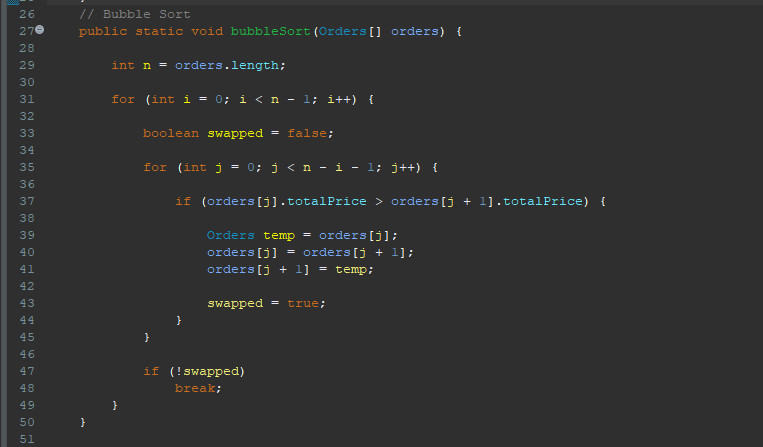 26 // Bubble Sort
27 public static void bubbleSort(Orders[] orders) {
28
29 int n = orders.length;
30
31 for (int i = 0; i < n - 1; i++) {
32
33 boolean swapped = false;
34
35 for (int j = 0; j < n - i - 1; j++) {
36
37 if (orders[j].totalPrice > orders[j + 1].totalPrice) {
38
39 Orders temp = orders[j];
40 orders[j] = orders[j + 1];
41 orders[j + 1] = temp;
42
43 swapped = true;
44 }
45 }
46
47 if (!swapped)
48 break;
49 }
50 }
51